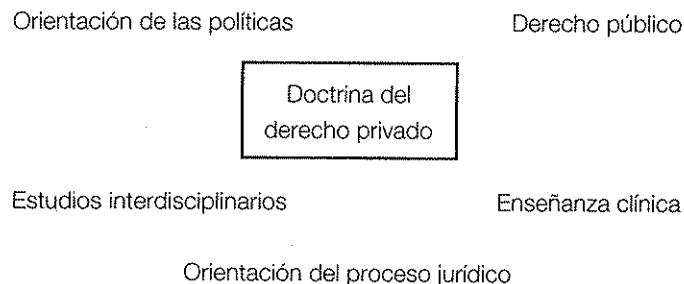 Orientación de las políticas
Derecho público
Doctrina del
derecho privado
Estudios interdisciplinarios
Enseñanza clínica
Orientación del proceso jurídico